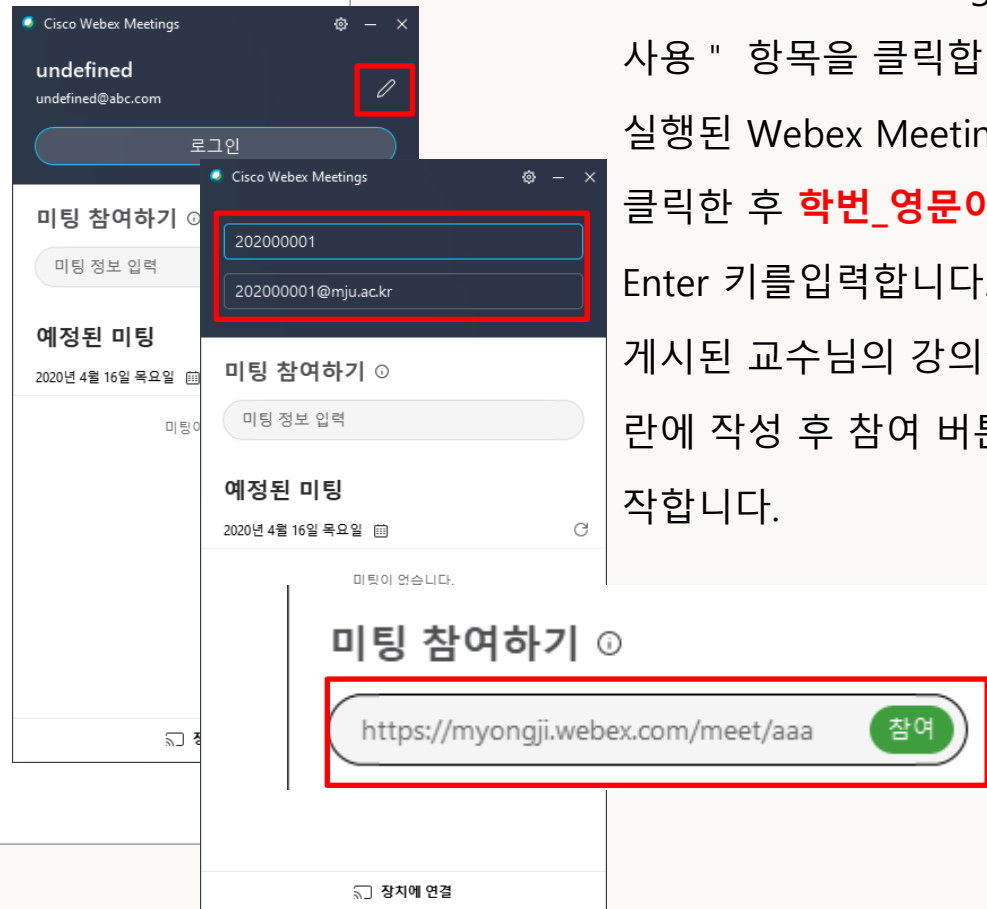 Cisco Webex Meetings
undefined
undefined@abc.com
로그인
미팅 참여하기
미팅 정보 입력
예정된 미팅
2020년 4월 16일 목요일
Cisco Webex Meetings
202000001
202000001@mju.ac.kr
미팅 참여하기
미팅 정보 입력
예정된 미팅
2020년 4월 16일 목요일
미팅이 없습니다.
장치에 연결
미팅 참여하기
https://myongji.webex.com/meet/aaa
참여
사용 " 항목을 클릭합
실행된 Webex
클릭한 후 학번_영문
Enter 키를입력합니다
게시된 교수님의 강의
란에 작성 후 참여
작합니다.